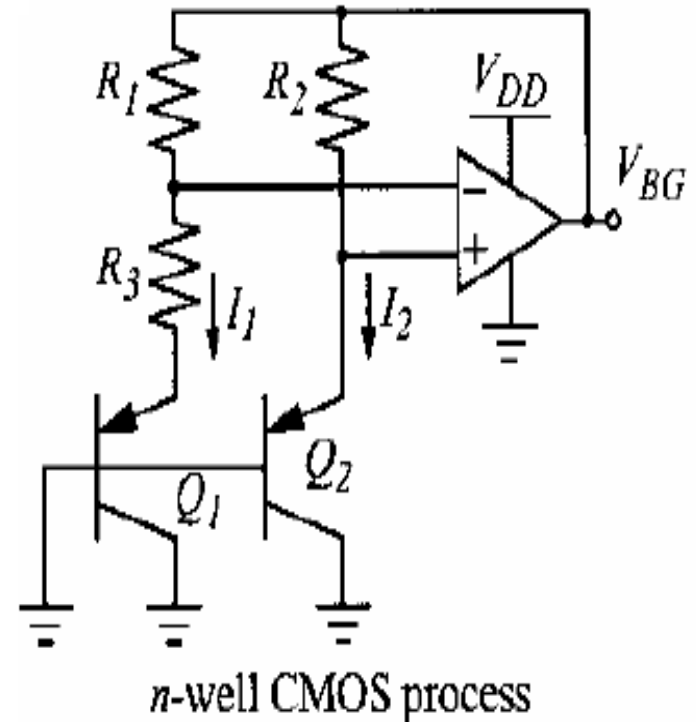 R1 R2 VDD
VBG
−
+
R3 I1 I2
Q1 Q2
n-well CMOS process